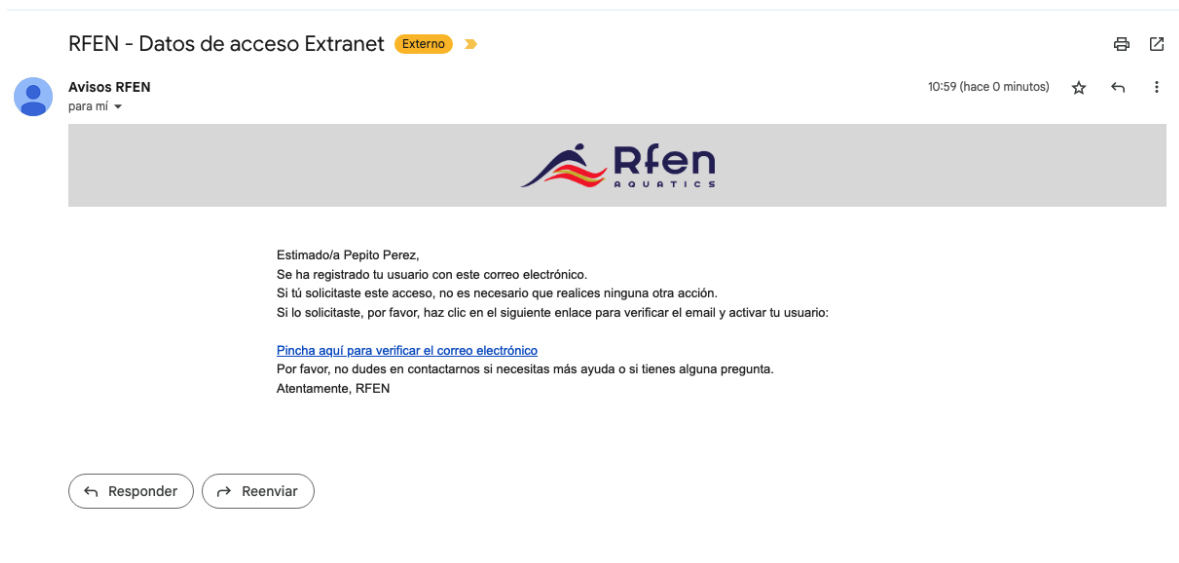 RFEN - Datos de acceso Extranet Externo
Avisos RFEN
10:59 (hace 0 minutos)
para mí
Rfen
AQUATICS
Estimado/a Pepito Perez,
Se ha registrado tu usuario con este correo electrónico.
Si tú solicitaste este acceso, no es necesario que realices ninguna otra acción.
Si lo solicitaste, por favor, haz clic en el siguiente enlace para verificar el email y activar tu usuario:
Pincha aquí para verificar el correo electrónico
Por favor, no dudes en contactarnos si necesitas más ayuda o si tienes alguna pregunta.
Atentamente, RFEN
Responder Reenviar